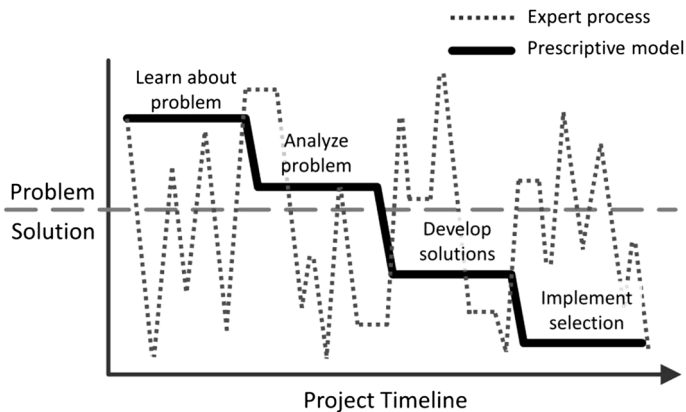 Expert process
Prescriptive model
Learn about
problem
Analyze
problem
Problem
Solution
Develop
solutions
Implement
selection
Project Timeline